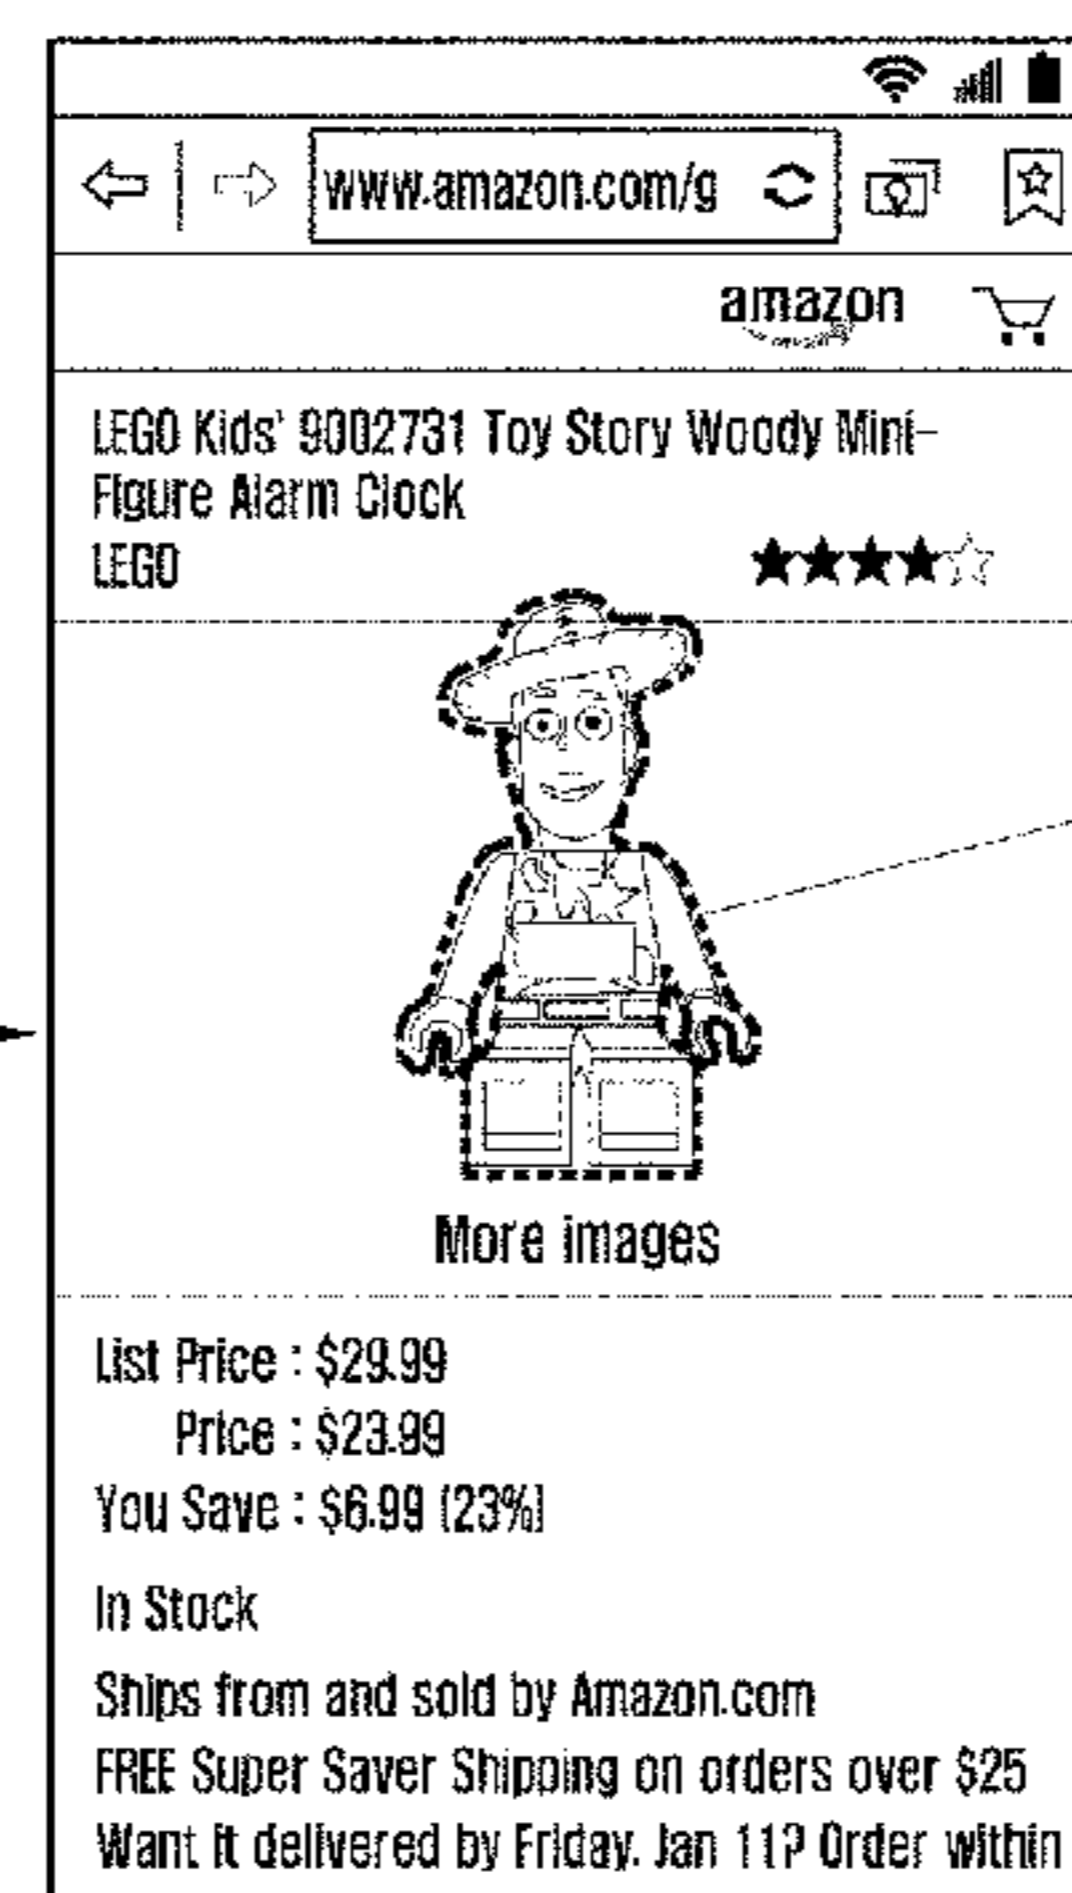 www.amazon.com/g
amazon
LEGO Kids' 9002731 Toy Story Woody Mini-
Figure Alarm Clock
LEGO
More images
List Price : $29.99
Price : $23.99
You Save : $6.99 (23%)
In Stock
Ships from and sold by Amazon.com
FREE Super Saver Shipping on orders over $25
Want it delivered by Friday. Jan 11? Order within